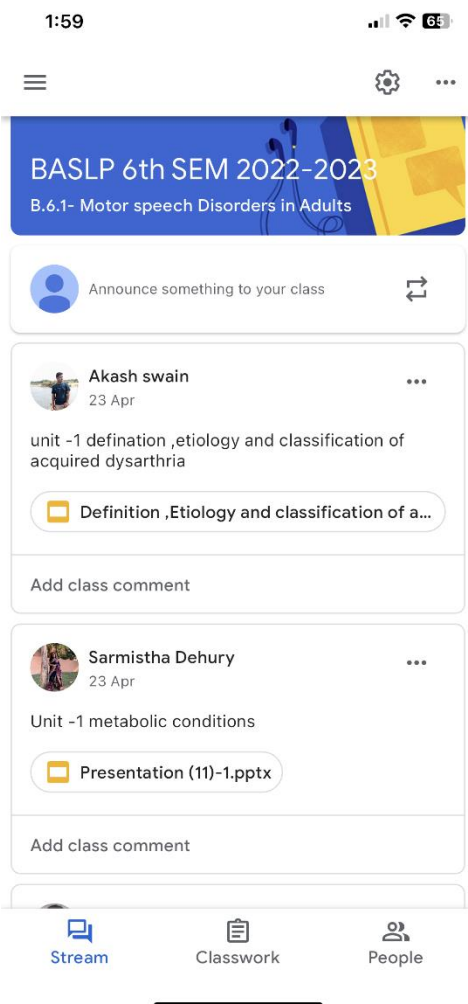 1:59
65
BASLP 6th SEM 2022-2023
B.6.1- Motor speech Disorders in Adults
Announce something to your class
Akash swain
23 Apr
unit -1 defination ,etiology and classification of
acquired dysarthria
Definition ,Etiology and classification of a...
Add class comment
Sarmistha Dehury
23 Apr
Unit -1 metabolic conditions
Presentation (11)-1.pptx
Add class comment
Stream
Classwork
People